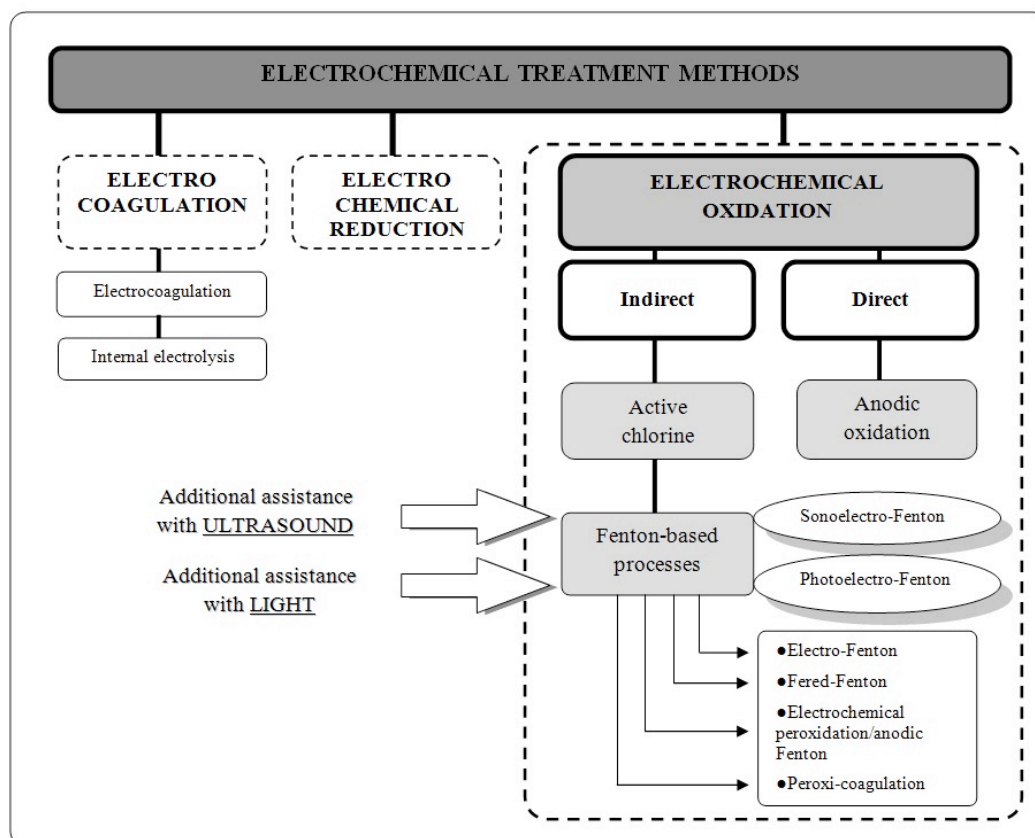 ELECTROCHEMICAL TREATMENT METHODS
ELECTRO
COAGULATION
ELECTRO
CHEMICAL
REDUCTION
ELECTROCHEMICAL
OXIDATION
Electrocoagulation
Internal electrolysis
Indirect
Direct
Active
chlorine
Anodic
oxidation
Additional assistance
with ULTRASOUND
Additional assistance
with LIGHT
Fenton-based
processes
Sonoelectro-Fenton
Photoelectro-Fenton
●Electro-Fenton
●Fered-Fenton
●Electrochemical
peroxidation/anodic
Fenton
●Peroxi-coagulation